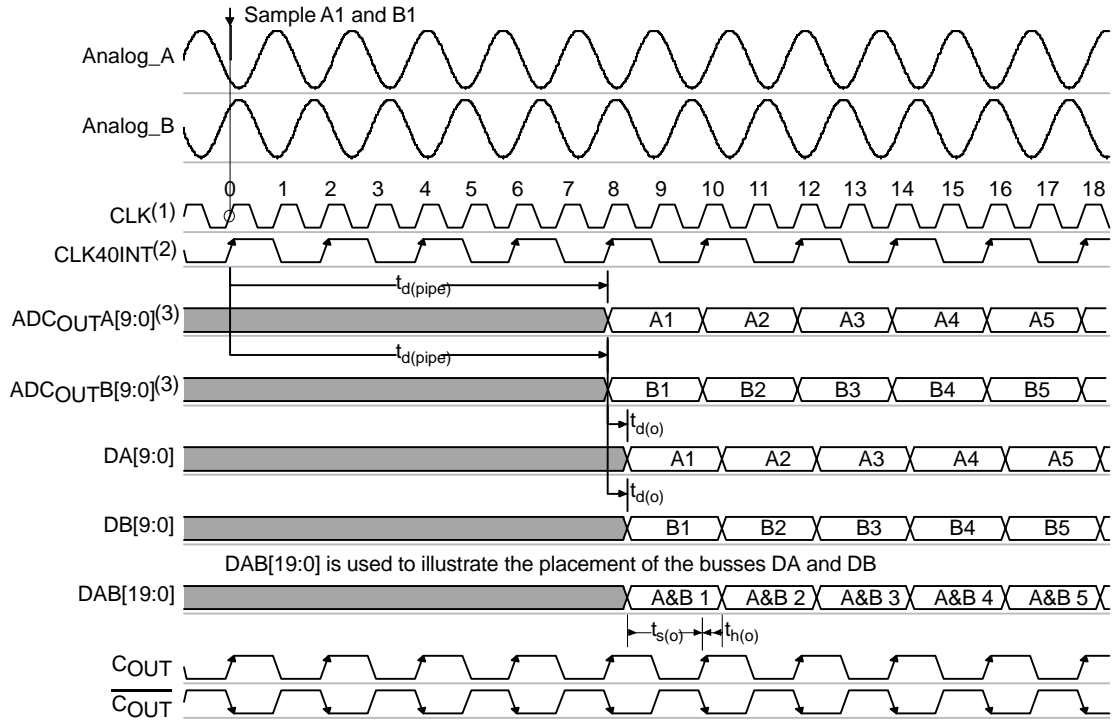 Sample A1 and B1
Analog_A
Analog_B
0 1 2 3 4 5 6 7 8 9 10 11 12 13 14 15 16 17 18
CLK(1)
CLK40INT(2)
td(pipe)
ADCOUTA[9:0](3) A1 A2 A3 A4 A5
td(pipe)
ADCOUTB[9:0](3) B1 B2 B3 B4 B5
td(o)
DA[9:0] A1 A2 A3 A4 A5
td(o)
DB[9:0] B1 B2 B3 B4 B5
DAB[19:0] is used to illustrate the placement of the busses DA and DB
DAB[19:0] A&B 1 A&B 2 A&B 3 A&B 4 A&B 5
ts(o) th(o)
COUT
COUT